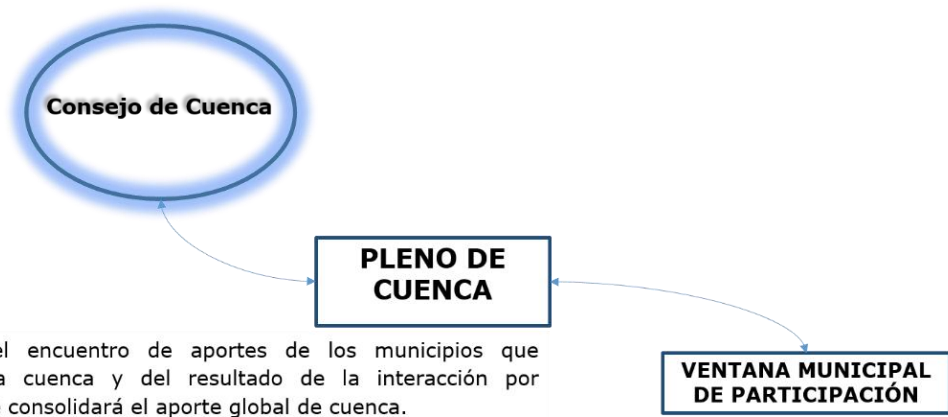 Consejo de Cuenca
PLENO DE
CUENCA
el encuentro de aportes de los municipios que
cuenca y del resultado de la interacción por
consolidará el aporte global de cuenca.
VENTANA MUNICIPAL
DE PARTICIPACIÓN